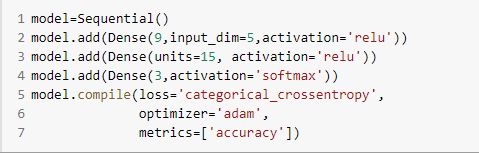 1 model=Sequential()
2 model.add(Dense(9,input_dim=5,activation='relu'))
3 model.add(Dense(units=15, activation='relu'))
4 model.add(Dense(3,activation='softmax'))
5 model.compile(loss='categorical_crossentropy',
6               optimizer='adam',
7               metrics=['accuracy'])